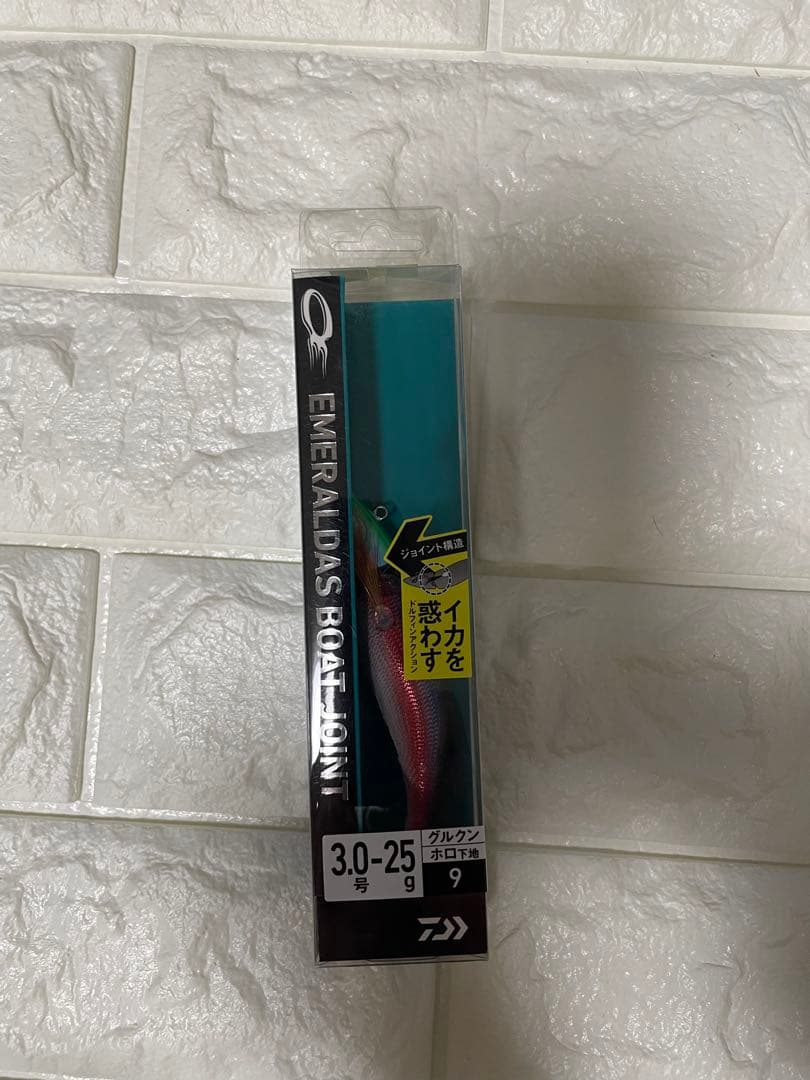 EMERALDAS BOAT JOINT
ジョイント構造
イカを
惑わす
ドルフィンアクション
3.0-25
号 g
グルクン
ホロ下地
9